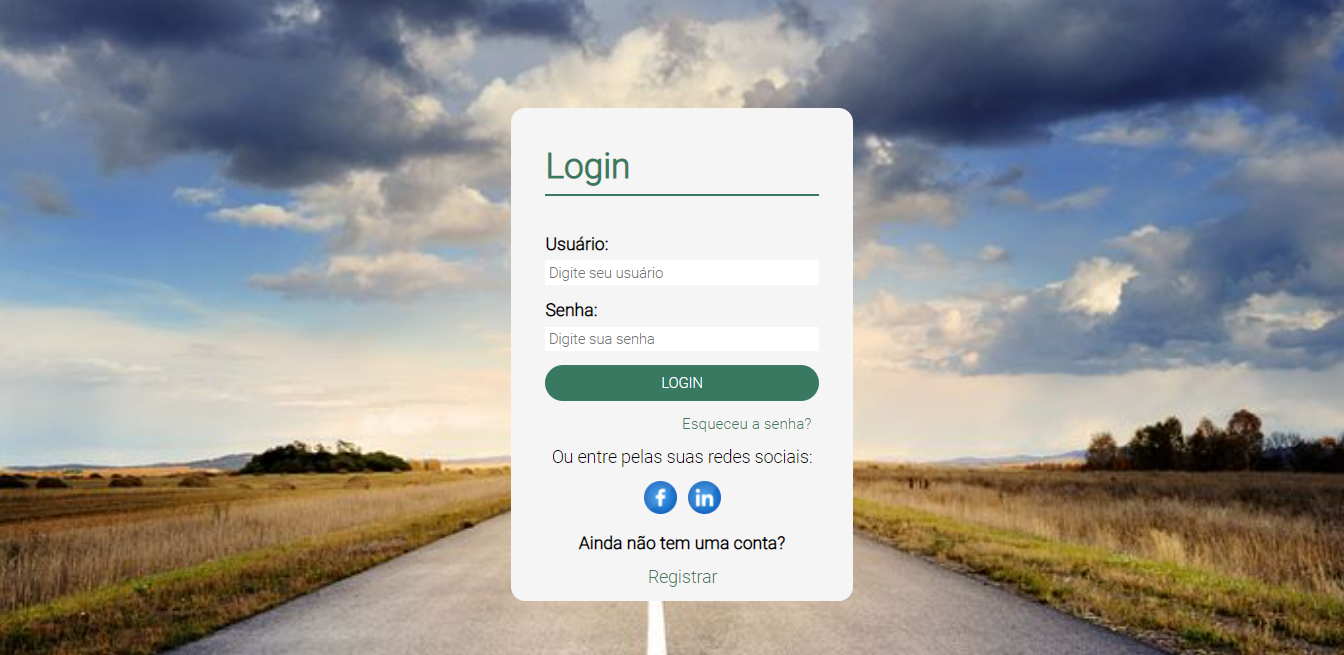 Login
Usuário:
Digite seu usuário
Senha:
Digite sua senha
LOGIN
Esqueceu a senha?
Ou entre pelas suas redes sociais:
f in
Ainda não tem uma conta?
Registrar